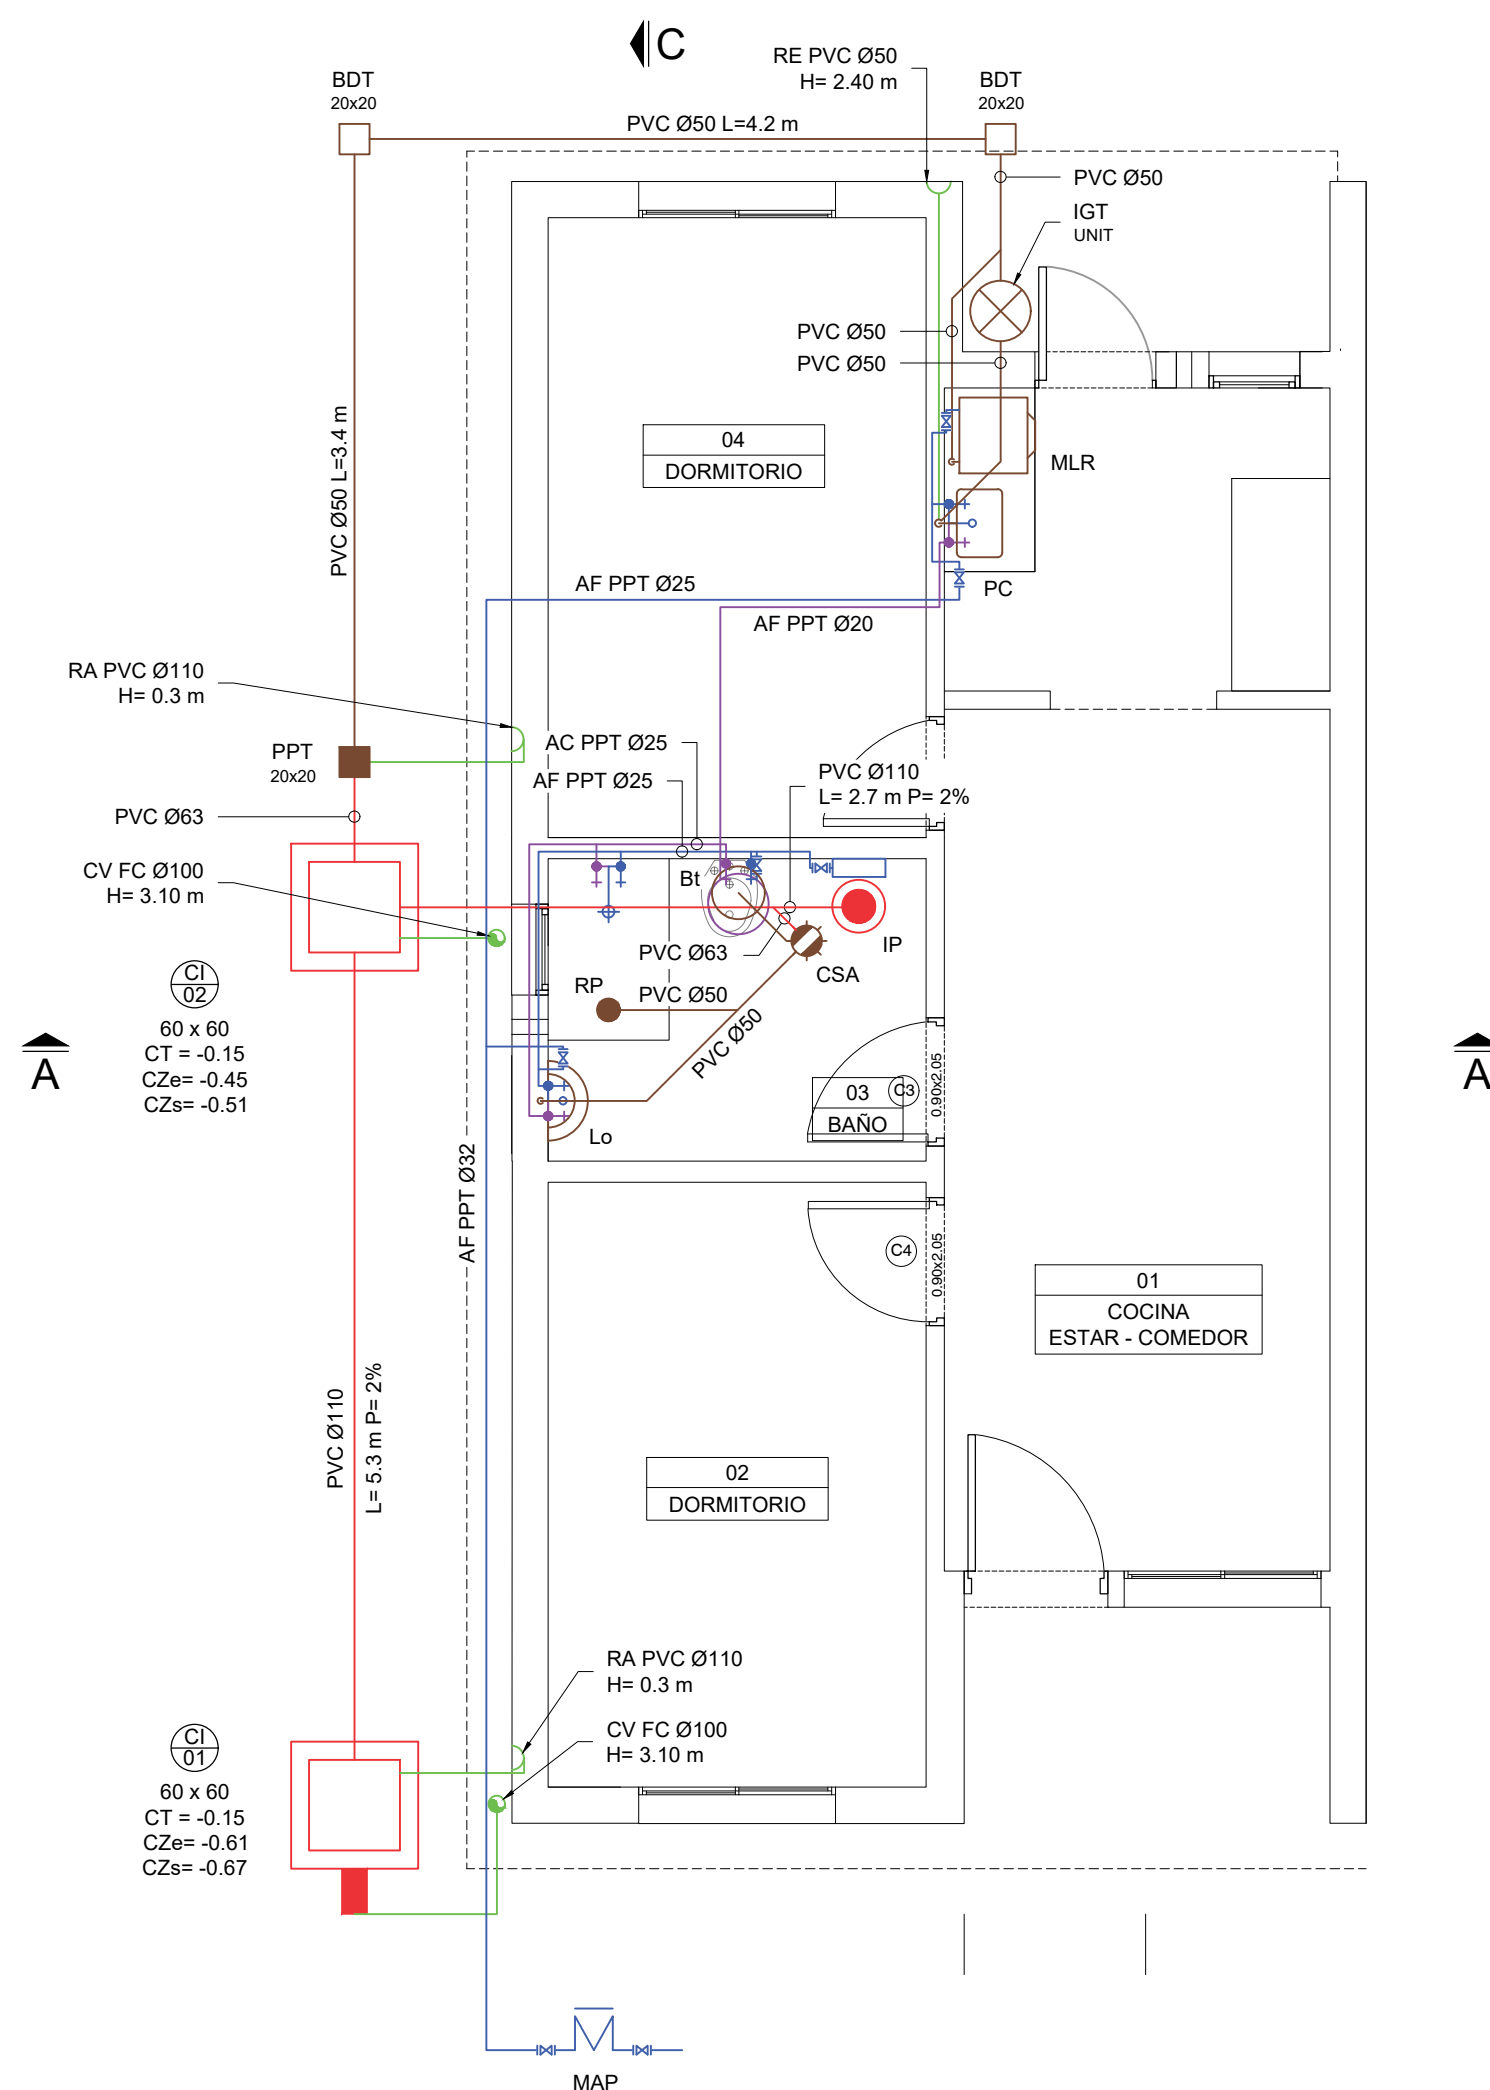 C
RE PVC Ø50
H= 2.40 m
BDT
20x20
BDT
20x20
PVC Ø50 L=4.2 m
PVC Ø50
IGT
UNIT
PVC Ø50
PVC Ø50
PVC Ø50 L=3.4 m
04
DORMITORIO
MLR
PC
AF PPT Ø25
AF PPT Ø20
RA PVC Ø110
H= 0.3 m
PPT
20x20
AC PPT Ø25
AF PPT Ø25
PVC Ø110
L= 2.7 m P= 2%
PVC Ø63
CV FC Ø100
H= 3.10 m
Bt
IP
PVC Ø63
CSA
RP
PVC Ø50
PVC Ø50
CI
02
60 x 60
CT = -0.15
CZe= -0.45
CZs= -0.51
A
A
03
BAÑO
C3
0.90x2.05
Lo
AF PPT Ø32
C4
0.90x2.05
01
COCINA
ESTAR - COMEDOR
PVC Ø110
L= 5.3 m P= 2%
02
DORMITORIO
RA PVC Ø110
H= 0.3 m
CV FC Ø100
H= 3.10 m
CI
01
60 x 60
CT = -0.15
CZe= -0.61
CZs= -0.67
MAP